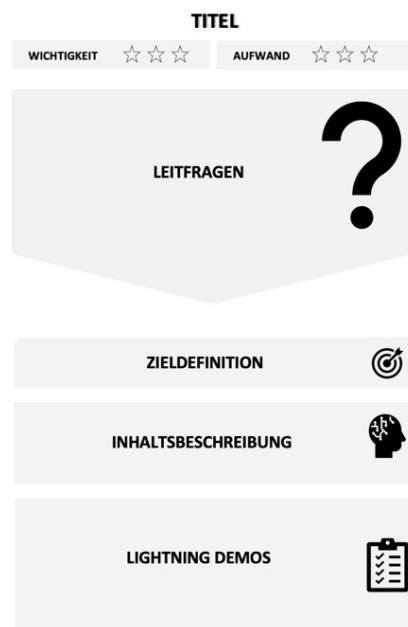 TITEL
WICHTIGKEIT AUFWAND
LEITFRAGEN
?
ZIELDEFINITION
INHALTSBESCHREIBUNG
LIGHTNING DEMOS